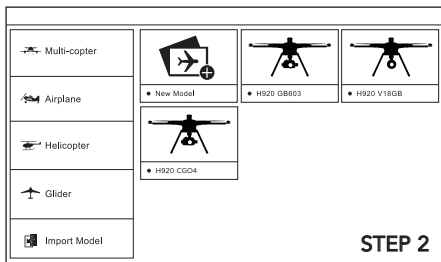 Multi-copter
Airplane
Helicopter
Glider
Import Model
• New Model
• H920 GB603
• H920 V18GB
• H920 CGO4
STEP 2